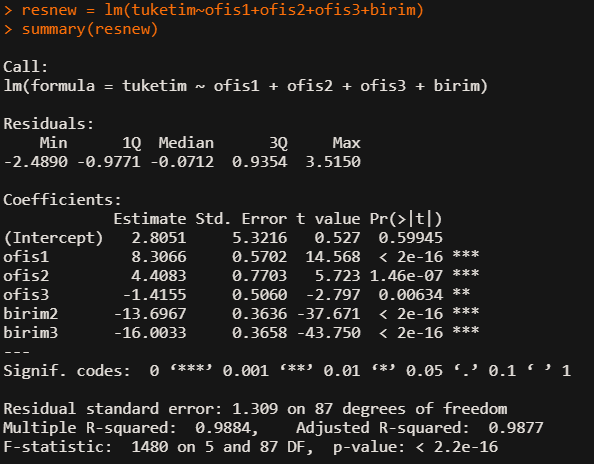 > resnew = lm(tuketim~ofis1+ofis2+ofis3+birim)
> summary(resnew)

Call:
lm(formula = tuketim ~ ofis1 + ofis2 + ofis3 + birim)

Residuals:
    Min      1Q  Median      3Q     Max
-2.4890 -0.9771 -0.0712  0.9354  3.5150

Coefficients:
            Estimate Std. Error t value Pr(>|t|)
(Intercept)   2.8051     5.3216   0.527  0.59945
ofis1         8.3066     0.5702  14.568  < 2e-16 ***
ofis2         4.4083     0.7703   5.723 1.46e-07 ***
ofis3        -1.4155     0.5060  -2.797  0.00634 **
birim2      -13.6967     0.3636 -37.671  < 2e-16 ***
birim3      -16.0033     0.3658 -43.750  < 2e-16 ***
---
Signif. codes:  0 ‘***’ 0.001 ‘**’ 0.01 ‘*’ 0.05 ‘.’ 0.1 ‘ ’ 1

Residual standard error: 1.309 on 87 degrees of freedom
Multiple R-squared:  0.9884,    Adjusted R-squared:  0.9877
F-statistic:  1480 on 5 and 87 DF,  p-value: < 2.2e-16